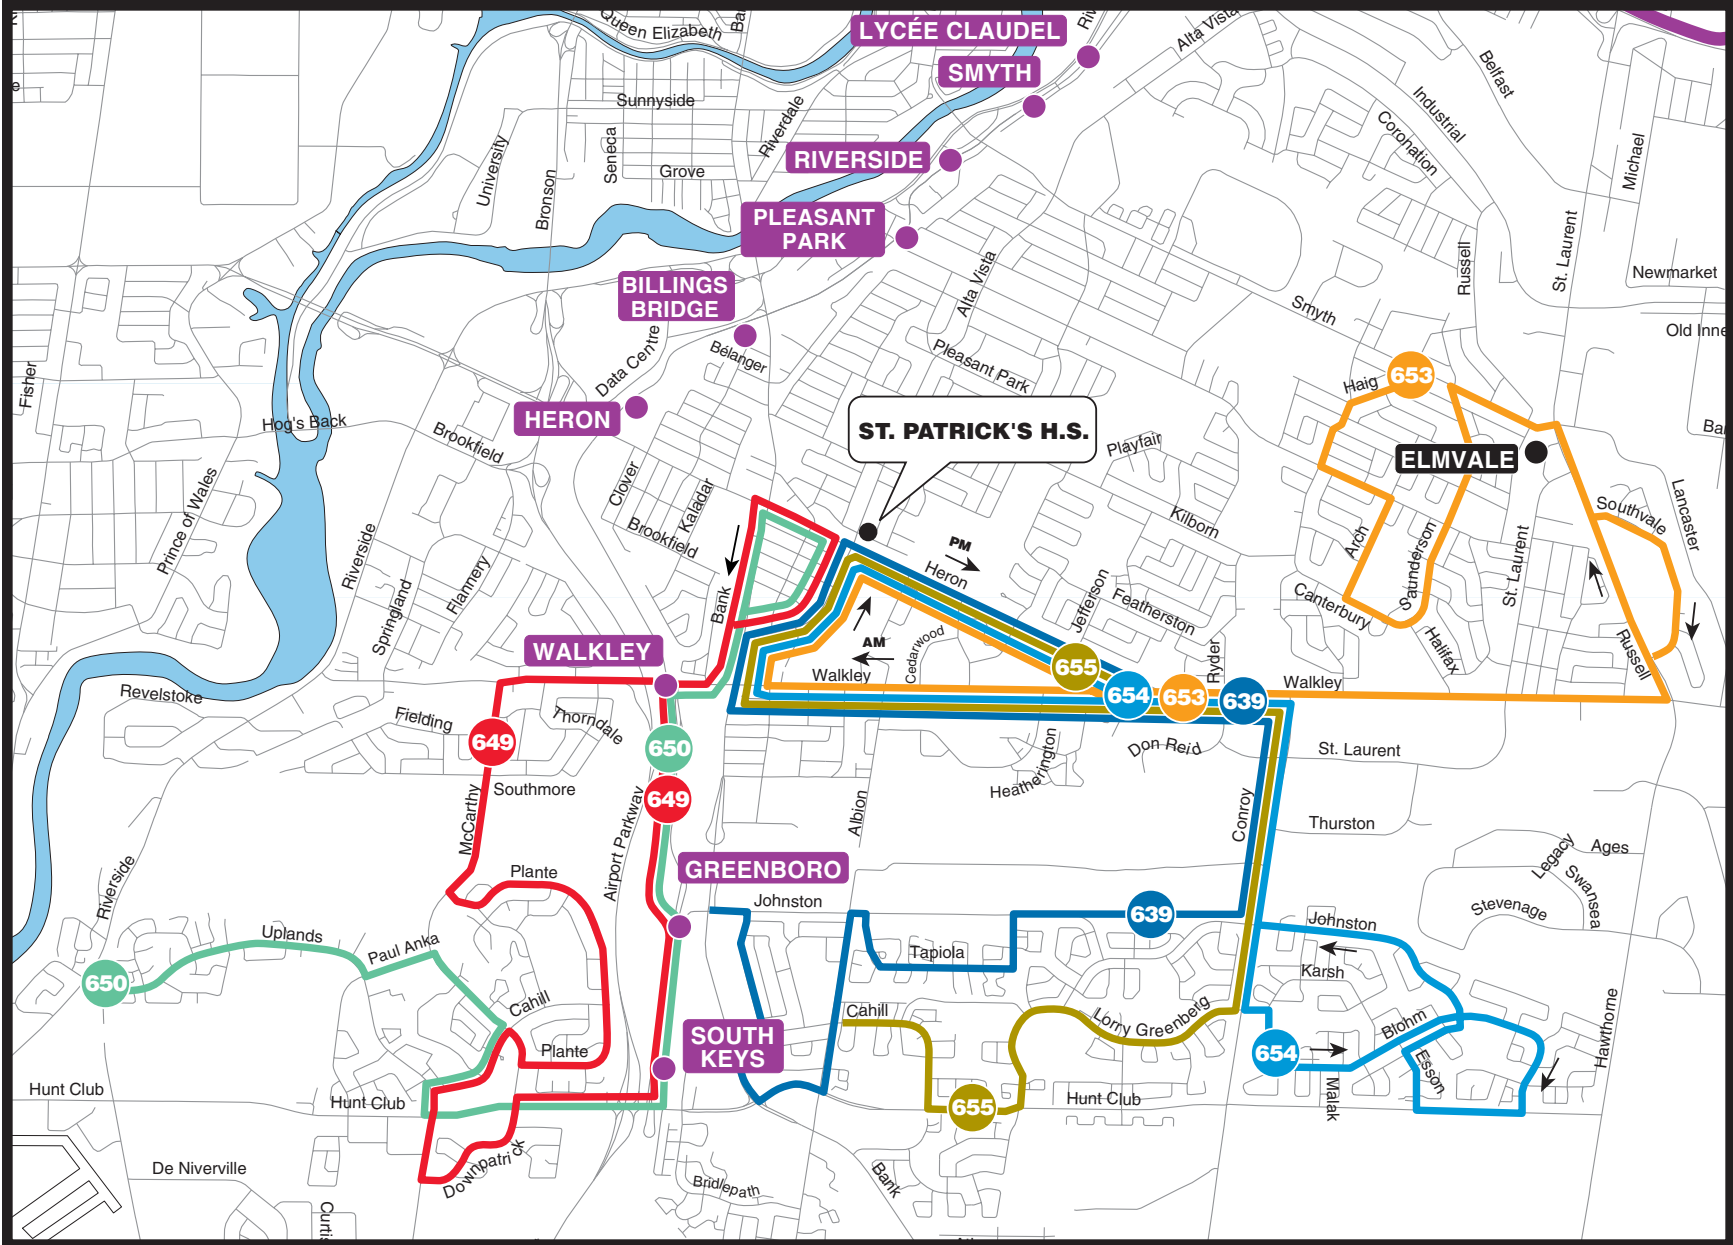 Queen Elizabeth
LYCÉE CLAUDEL
Riv
Alta Vista
SMYTH
Belfast
Sunnyside
Industrial
Coronation
Riverdale
University
Seneca
Michael
RIVERSIDE
Grove
Bronson
PLEASANT
PARK
St. Laurent
Russell
Alta Vista
Newmarket
BILLINGS
BRIDGE
Smyth
Old Inne
Data Centre
Bélanger
Pleasant Park
Fisher
Haig
653
HERON
Hog's Back
Brookfield
ST. PATRICK'S H.S.
Playfair
ELMVALE
Clover
Kaladar
Prince of Wales
Southvale
Lancaster
Kilborn
Brookfield
Riverside
Arch
Saunderson
St. Laurent
PM
Heron
Flannery
Springland
Bank
Jefferson
Featherston
Canterbury
Halifax
Russell
AM
Cedarwood
WALKLEY
Walkley
655
Ryder
Walkley
654
653
639
Revelstoke
Fielding
Thorndale
649
650
Heatherington
Don Reid
St. Laurent
Southmore
649
McCarthy
Airport Parkway
Albion
Conroy
Thurston
Legacy
Ages
Swansea
Riverside
Plante
GREENBORO
Johnston
639
Stevenage
Johnston
Uplands
Paul Anka
Tapiola
Karsh
650
Cahill
Cahill
Lorry Greenberg
Blohm
Hawthorne
SOUTH
KEYS
Plante
654
Esson
Hunt Club
Hunt Club
655
Hunt Club
Malak
De Niverville
Downpatrick
Bridlepath
Bank
Curtis